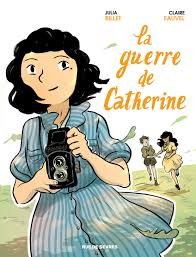 JULIA
BILLET
CLAIRE
FAUVEL
La
guerre
de
Catherine
RUE DE SÈVRES